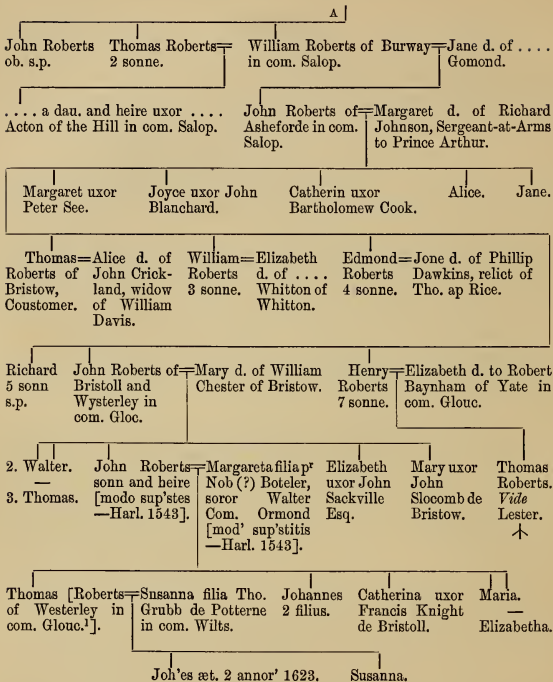 A
John Roberts
ob. s.p.
Thomas Roberts=
2 sonne.
William Roberts of Burway=Jane d. of ....
in com. Salop. Gomond.
.... a dau. and heire uxor ....
Acton of the Hill in com. Salop.
John Roberts of=Margaret d. of Richard
Asheforde in com. Johnson, Sergeant-at-Arms
Salop. to Prince Arthur.
Margaret uxor
Peter See.
Joyce uxor John
Blanchard.
Catherin uxor
Bartholomew Cook.
Alice.
Jane.
Thomas=Alice d. of
Roberts of John Crick-
Bristow, land, widow
Coustomer. of William
Davis.
William=Elizabeth
Roberts d. of ....
3 sonne. Whitton of
Whitton.
Edmond=Jone d. of Phillip
Roberts Dawkins, relict of
4 sonne. Tho. ap Rice.
Richard
5 sonn
s.p.
John Roberts of=Mary d. of William
Bristoll and Chester of Bristow.
Wysterley in
com. Gloc.
Henry=Elizabeth d. to Robert
Roberts Baynham of Yate in
7 sonne. com. Glouc.
2. Walter.
—
3. Thomas.
John Roberts=Margareta filia pʳ
sonn and heire Nob (?) Boteler,
[modo sup'stes soror Walter
—Harl. 1543]. Com. Ormond
[mod' sup'stitis
—Harl. 1543].
Elizabeth
uxor John
Sackville
Esq.
Mary uxor
John
Slocomb de
Bristow.
Thomas
Roberts.
Vide
Lester.
Thomas [Roberts=Susanna filia Tho.
of Westerley in Grubb de Potterne
com. Glouc.¹]. in com. Wilts.
Johannes
2 filius.
Catherina uxor
Francis Knight
de Bristoll.
Maria.
—
Elizabetha.
Joh'es æt. 2 annor' 1623.
Susanna.